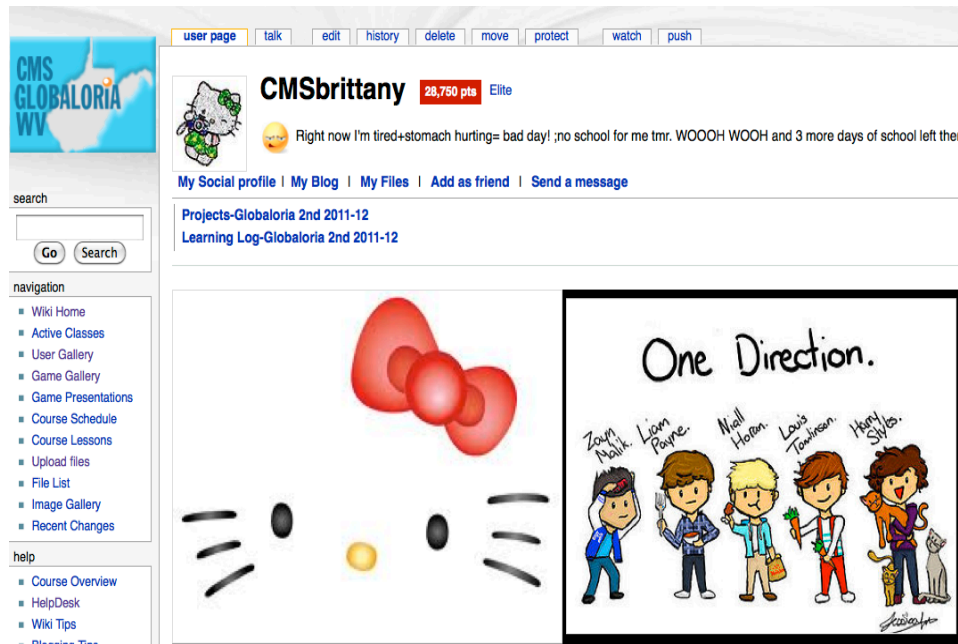 user page talk edit history delete move protect watch push
CMS
GLOBALORIA
WV
CMSbrittany 28,750 pts Elite
Right now I'm tired+stomach hurting= bad day! ;no school for me tmr. WOOOH WOOH and 3 more days of school left
My Social profile | My Blog | My Files | Add as friend | Send a message
Projects-Globaloria 2nd 2011-12
Learning Log-Globaloria 2nd 2011-12
search
Go Search
navigation
Wiki Home
Active Classes
User Gallery
Game Gallery
Game Presentations
Course Schedule
Course Lessons
Upload files
File List
Image Gallery
Recent Changes
help
Course Overview
HelpDesk
Wiki Tips
One Direction.
Zayn Malik.
Liam Payne.
Niall Horan.
Louis Tomlinson.
Harry Styles.